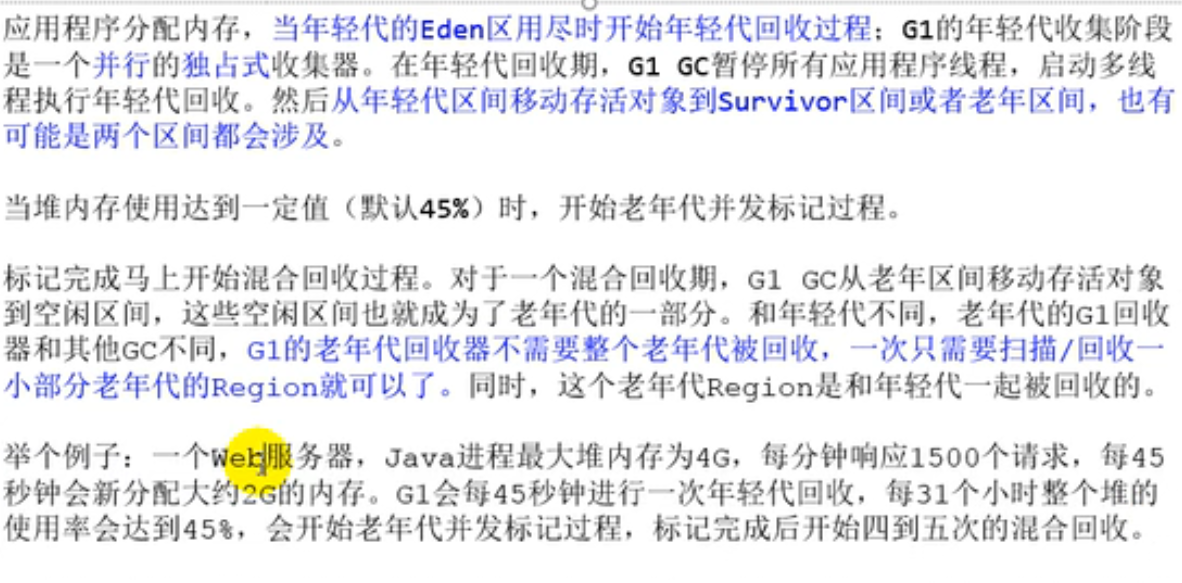 应用程序分配内存，当年轻代的Eden区用尽时开始年轻代回收过程；G1的年轻代收集阶段
是一个并行的独占式收集器。在年轻代回收期，G1 GC暂停所有应用程序线程，启动多线
程执行年轻代回收。然后从年轻代区间移动存活对象到Survivor区间或者老年区间，也有
可能是两个区间都会涉及。
当堆内存使用达到一定值（默认45%）时，开始老年代并发标记过程。
标记完成马上开始混合回收过程。对于一个混合回收期，G1 GC从老年区间移动存活对象
到空闲区间，这些空闲区间也就成为了老年代的一部分。和年轻代不同，老年代的G1回收
器和其他GC不同，G1的老年代回收器不需要整个老年代被回收，一次只需要扫描/回收一
小部分老年代的Region就可以了。同时，这个老年代Region是和年轻代一起被回收的。
举个例子：一个Web服务器，Java进程最大堆内存为4G，每分钟响应1500个请求，每45
秒钟会新分配大约2G的内存。G1会每45秒钟进行一次年轻代回收，每31个小时整个堆的
使用率会达到45%，会开始老年代并发标记过程，标记完成后开始四到五次的混合回收。